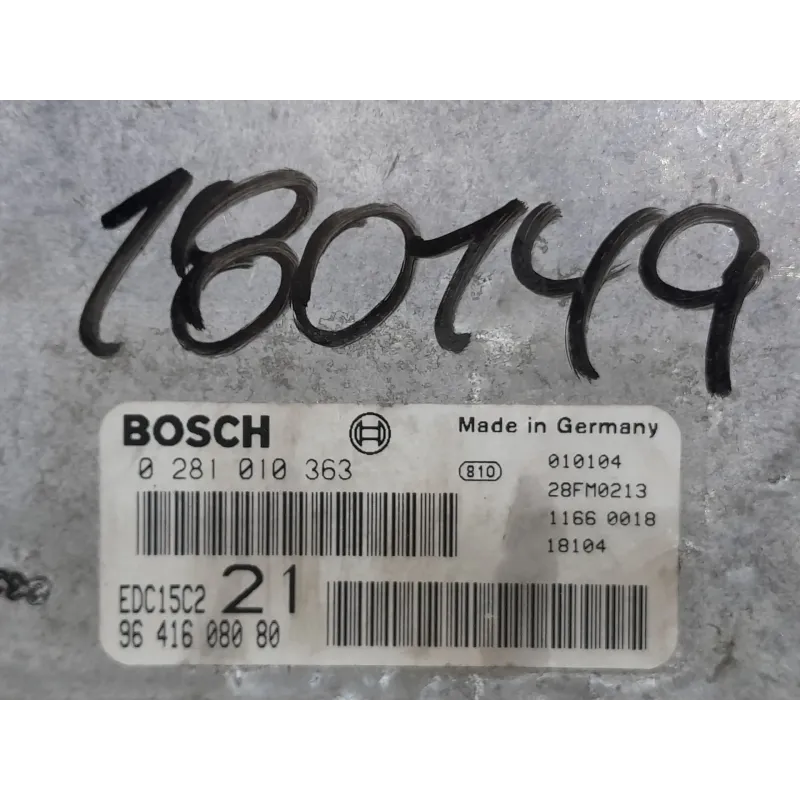 180149
BOSCH Made in Germany
0 281 010 363 810 010104
28FM0213
1166 0018
18104
EDC15C2 21
96 416 080 80